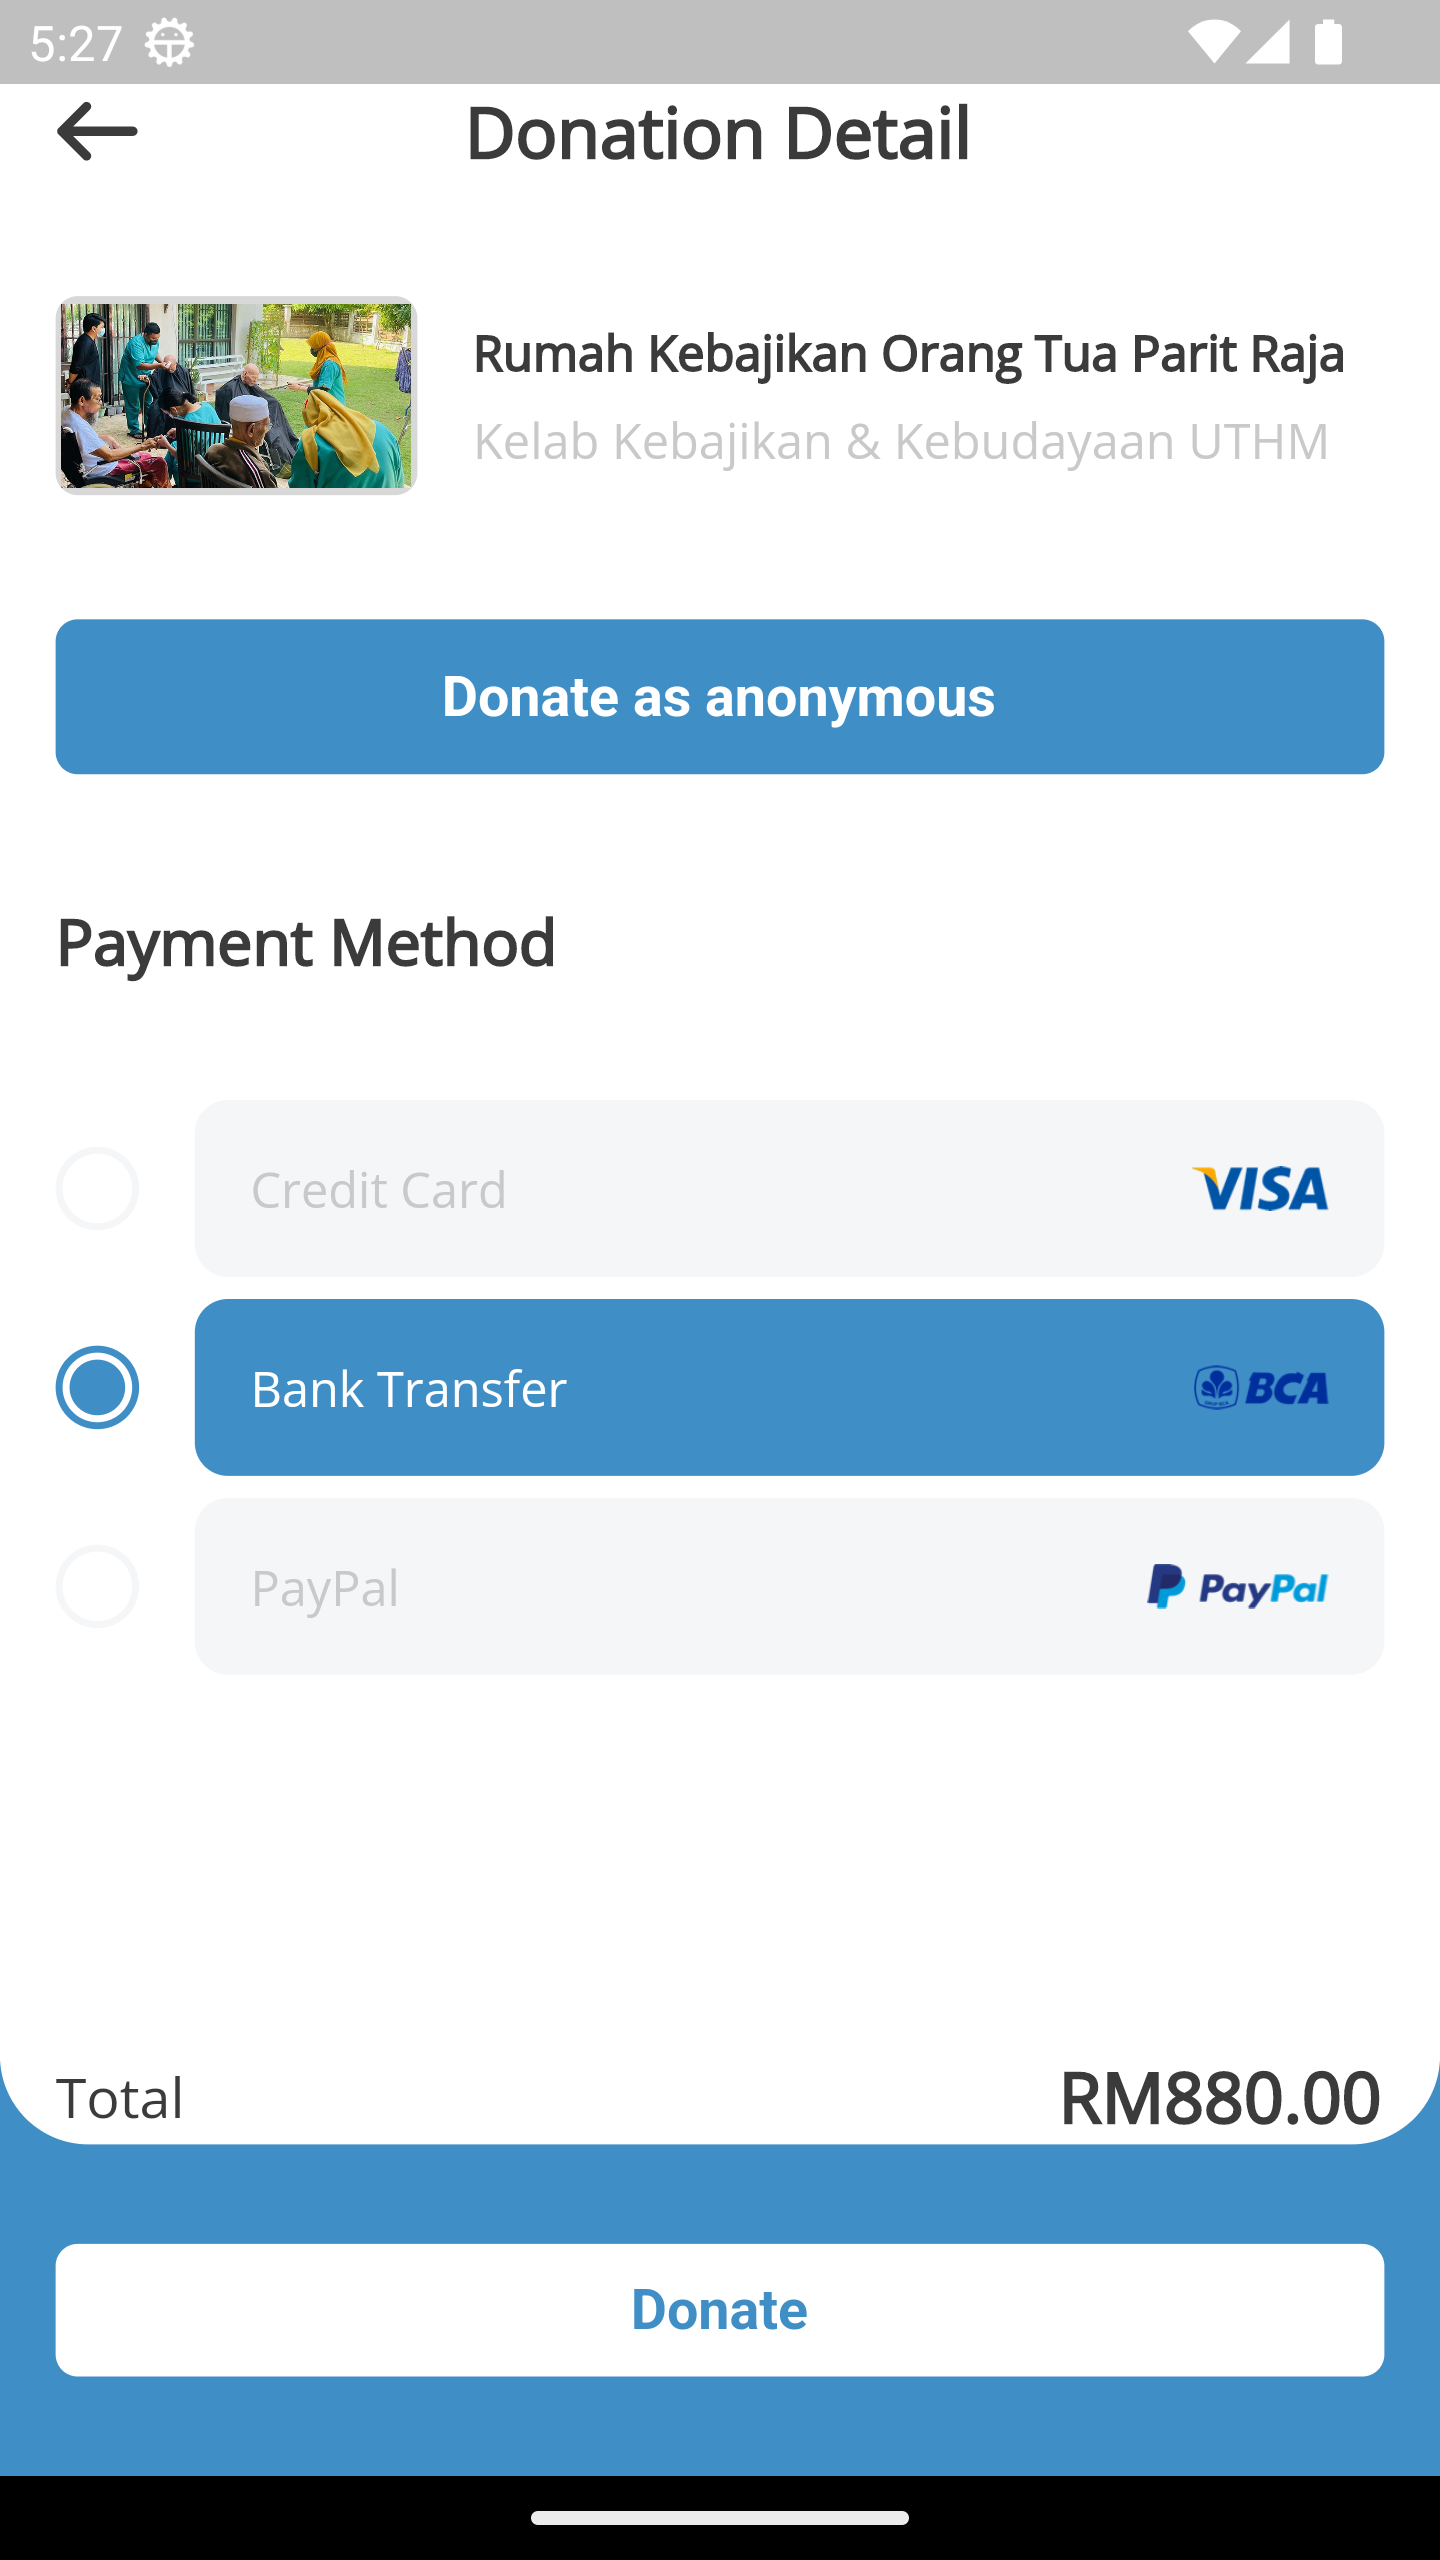 5:27
Donation Detail
Rumah Kebajikan Orang Tua Parit Raja
Kelab Kebajikan & Kebudayaan UTHM
Donate as anonymous
Payment Method
Credit Card VISA
Bank Transfer BCA
PayPal PayPal
Total RM880.00
Donate